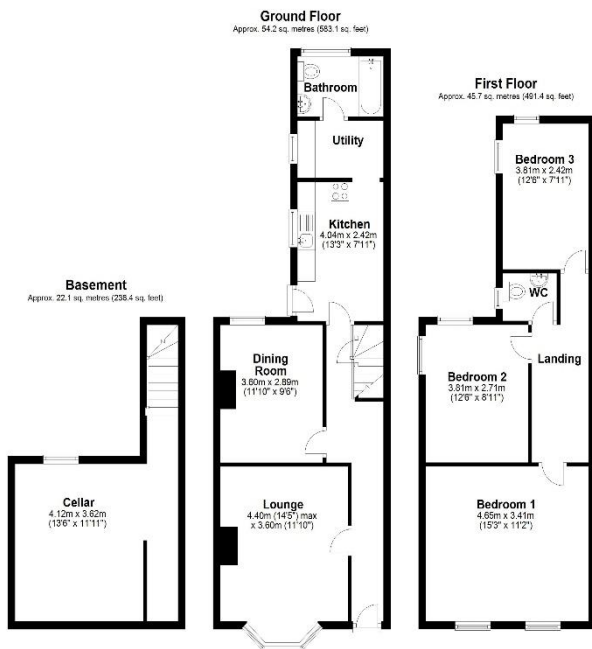 Ground Floor
Approx. 54.2 sq. metres (583.1 sq. feet)
Bathroom
Utility
Kitchen
4.04m x 2.42m
(13'3" x 7'11")
Dining
Room
3.60m x 2.89m
(11'10" x 9'6")
Lounge
4.40m (14'5") max
x 3.60m (11'10")
First Floor
Approx. 45.7 sq. metres (491.4 sq. feet)
Bedroom 3
3.81m x 2.42m
(12'6" x 7'11")
WC
Landing
Bedroom 2
3.81m x 2.71m
(12'6" x 8'11")
Bedroom 1
4.65m x 3.41m
(15'3" x 11'2")
Basement
Approx. 22.1 sq. metres (238.4 sq. feet)
Cellar
4.12m x 3.62m
(13'6" x 11'11")